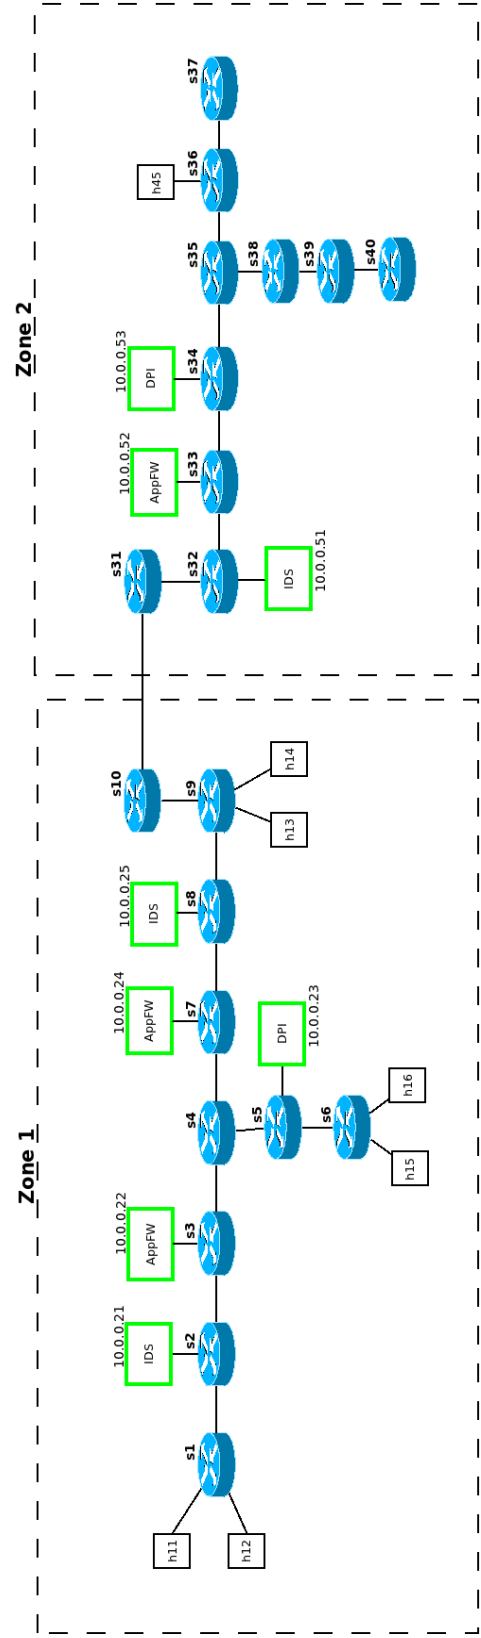 Zone 1
h11
h12
s1
10.0.0.21
IDS
s2
10.0.0.22
AppFW
s3
s4
s5
DPI
10.0.0.23
s6
h15
h16
10.0.0.24
AppFW
s7
10.0.0.25
IDS
s8
s9
h13
h14
s10
Zone 2
s31
s32
IDS
10.0.0.51
10.0.0.52
AppFW
s33
10.0.0.53
DPI
s34
s35
s38
s39
s40
h45
s36
s37